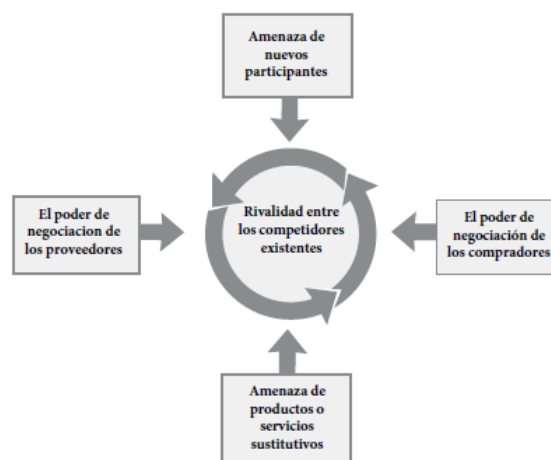 Amenaza de
nuevos
participantes
El poder de
negociacion de
los proveedores
Rivalidad entre
los competidores
existentes
El poder de
negociación de
los compradores
Amenaza de
productos o
servicios
sustitutivos